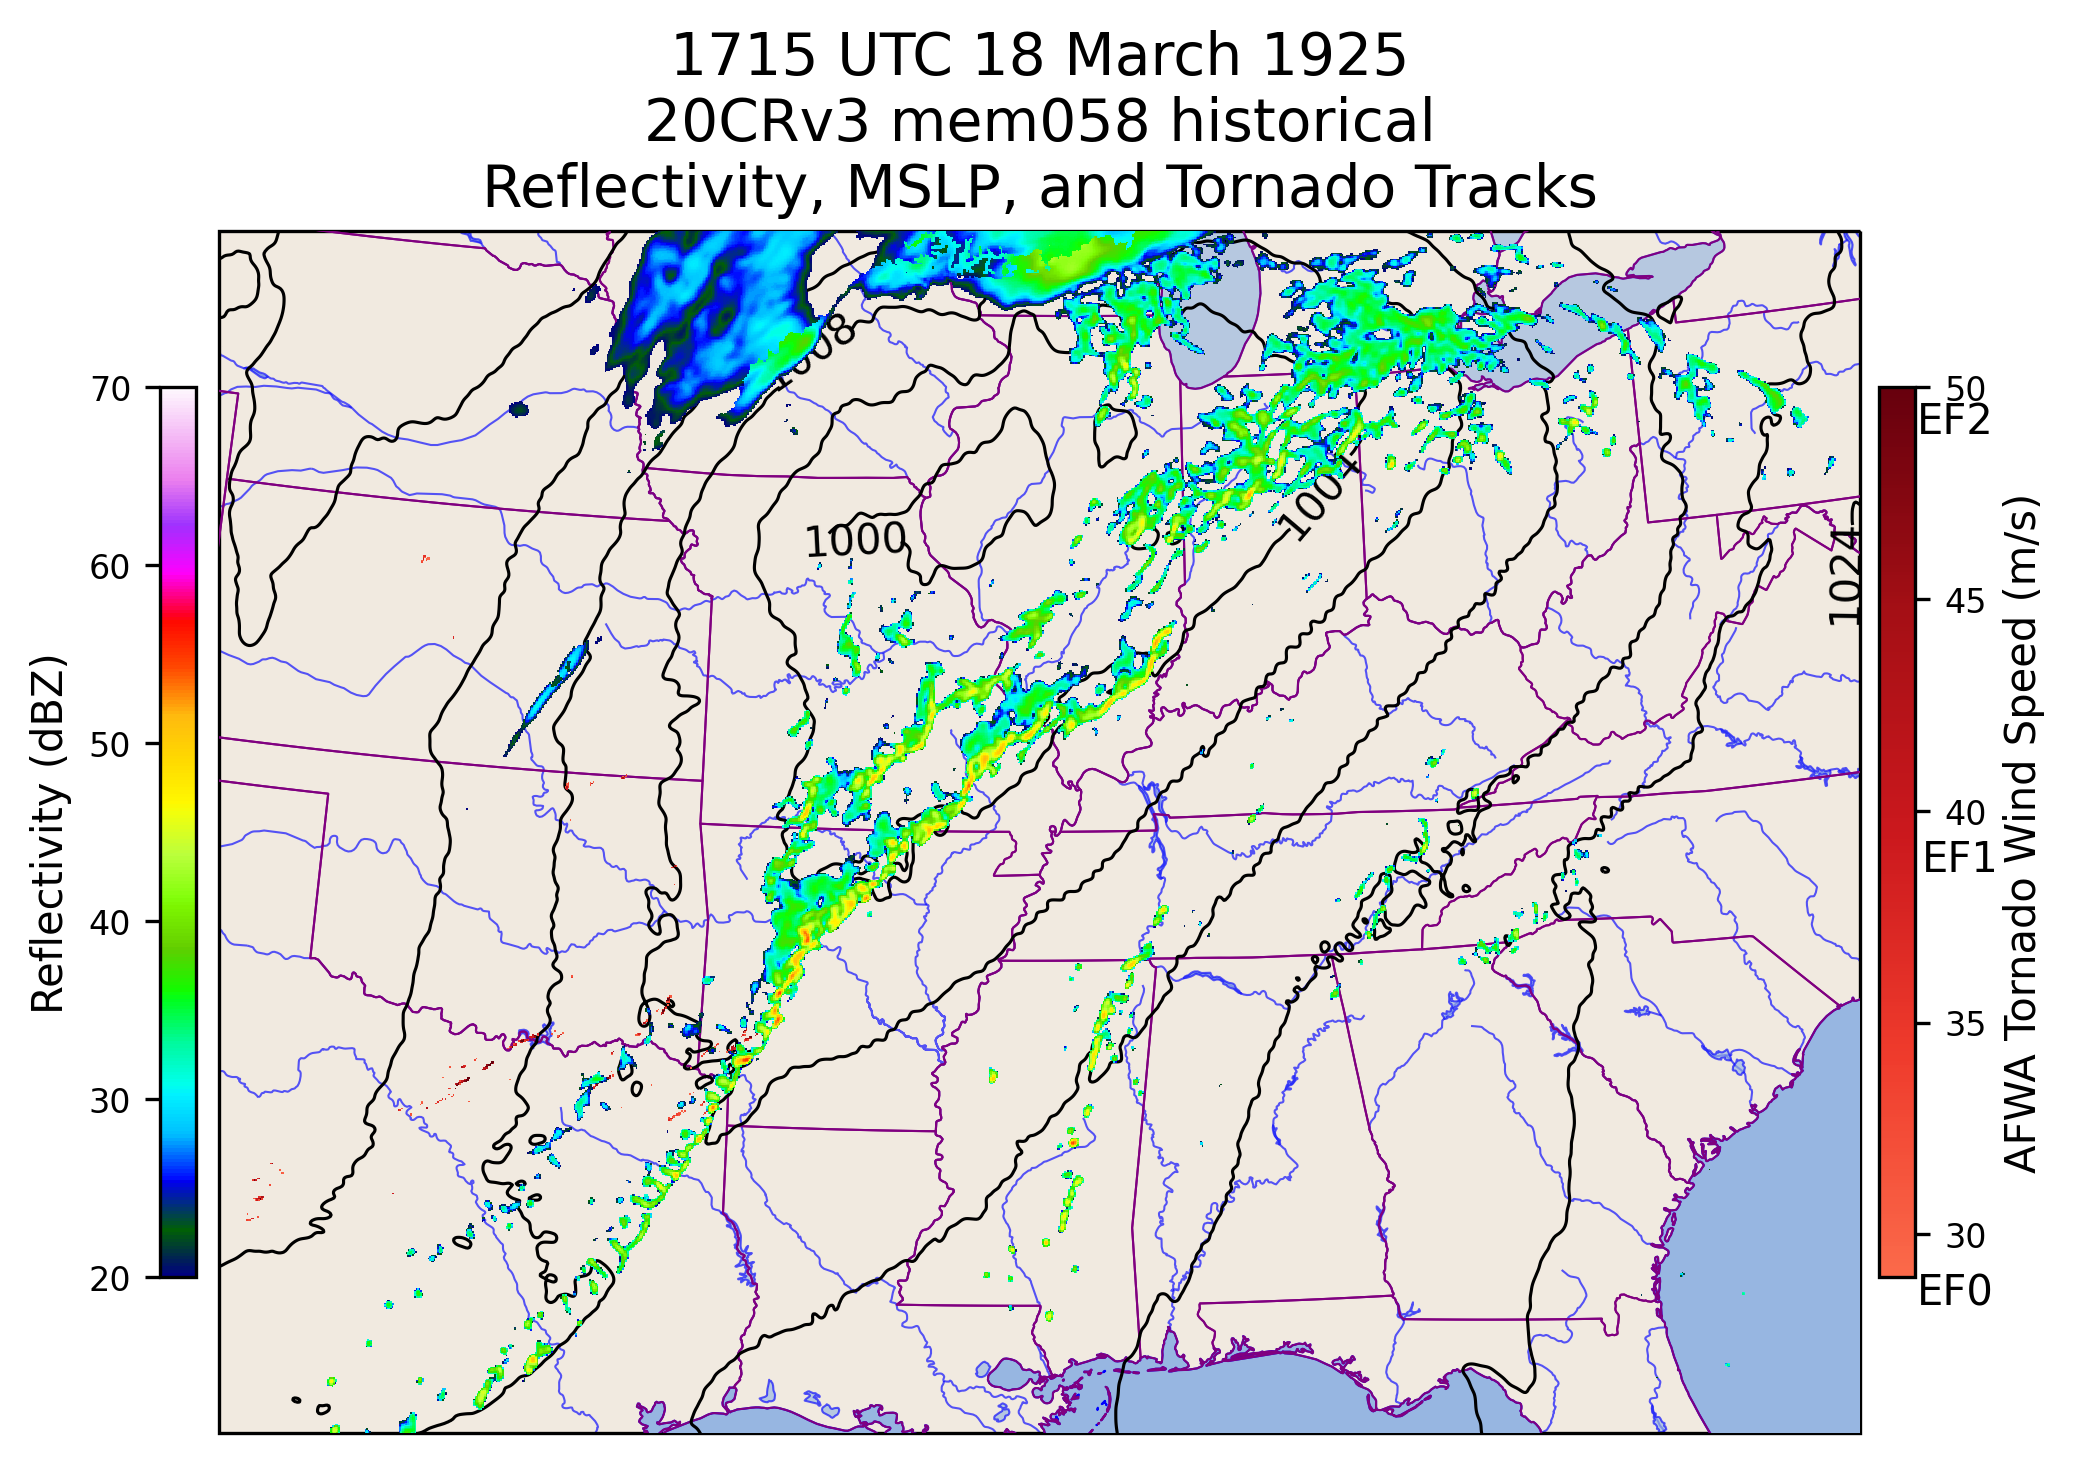 1715 UTC 18 March 1925
20CRv3 mem058 historical
Reflectivity, MSLP, and Tornado Tracks
Reflectivity (dBZ)
70
60
50
40
30
20
1008
1000
1004
1024
50
EF2
45
40
EF1
35
30
EF0
AFWA Tornado Wind Speed (m/s)